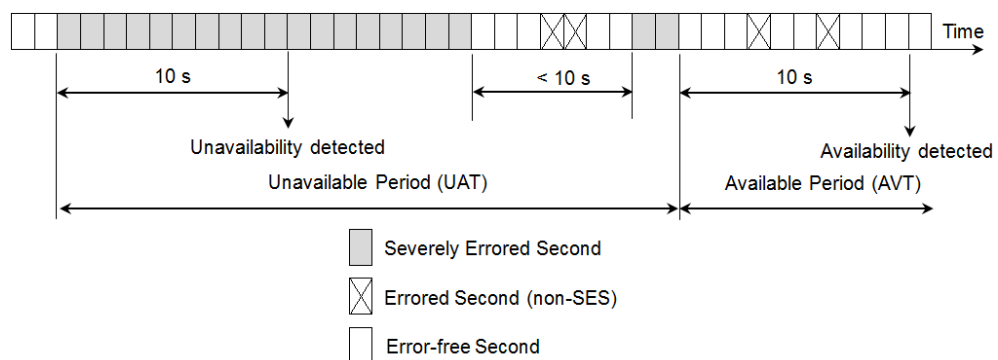 Time
10 s
< 10 s
10 s
Unavailability detected
Availability detected
Unavailable Period (UAT)
Available Period (AVT)
Severely Errored Second
Errored Second (non-SES)
Error-free Second